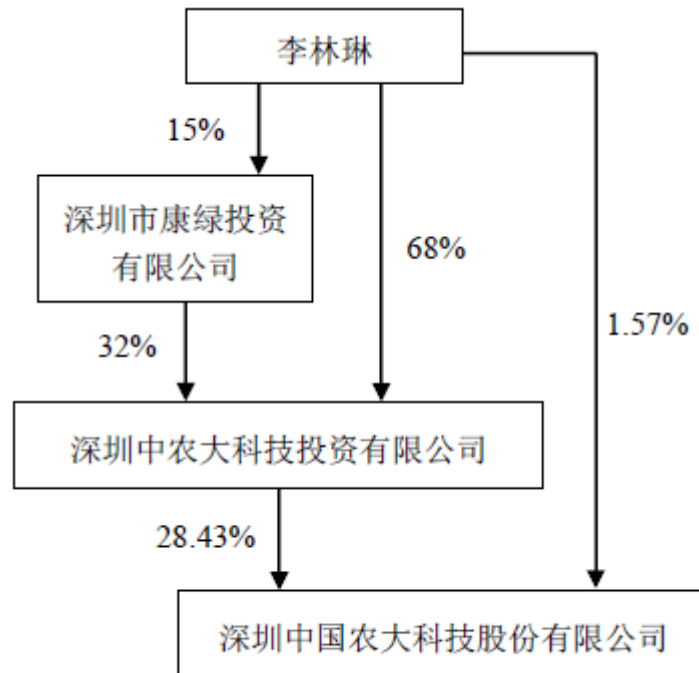 李林琳
15%
深圳市康绿投资
有限公司
68%
1.57%
32%
深圳中农大科技投资有限公司
28.43%
深圳中国农大科技股份有限公司